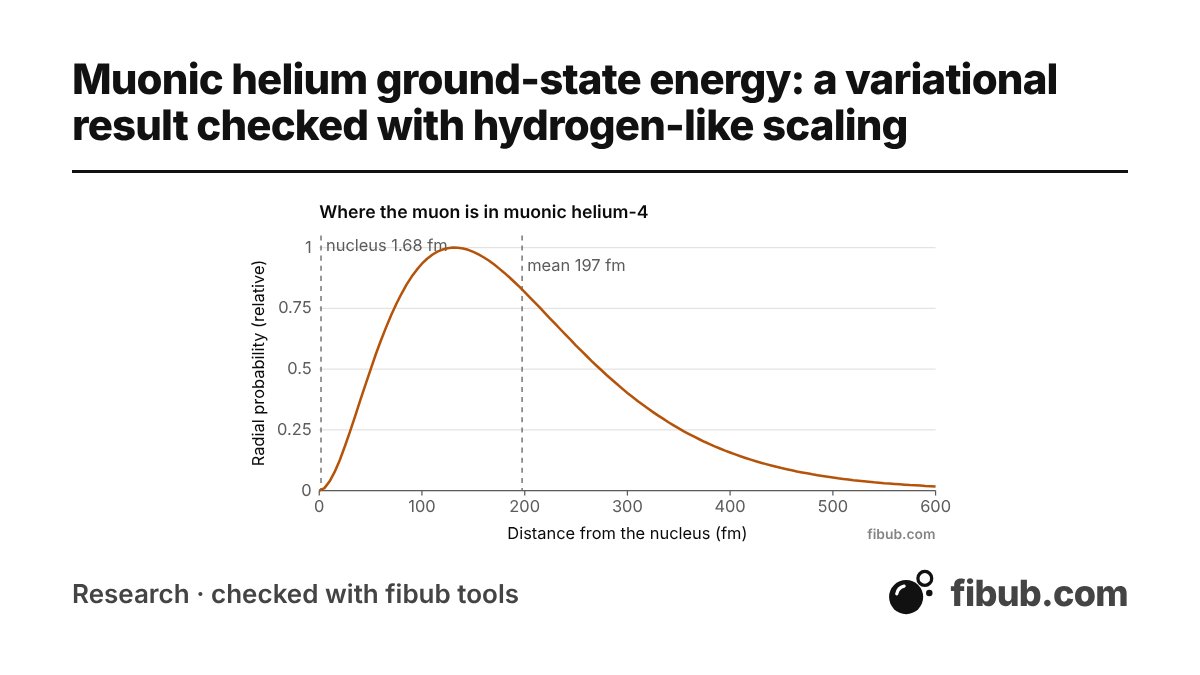 Muonic helium ground-state energy: a variational
result checked with hydrogen-like scaling
Where the muon is in muonic helium-4
nucleus 1.68 fm
mean 197 fm
Radial probability (relative)
1
0.75
0.5
0.25
0
0 100 200 300 400 500 600
Distance from the nucleus (fm)
fibub.com
Research · checked with fibub tools
fibub.com